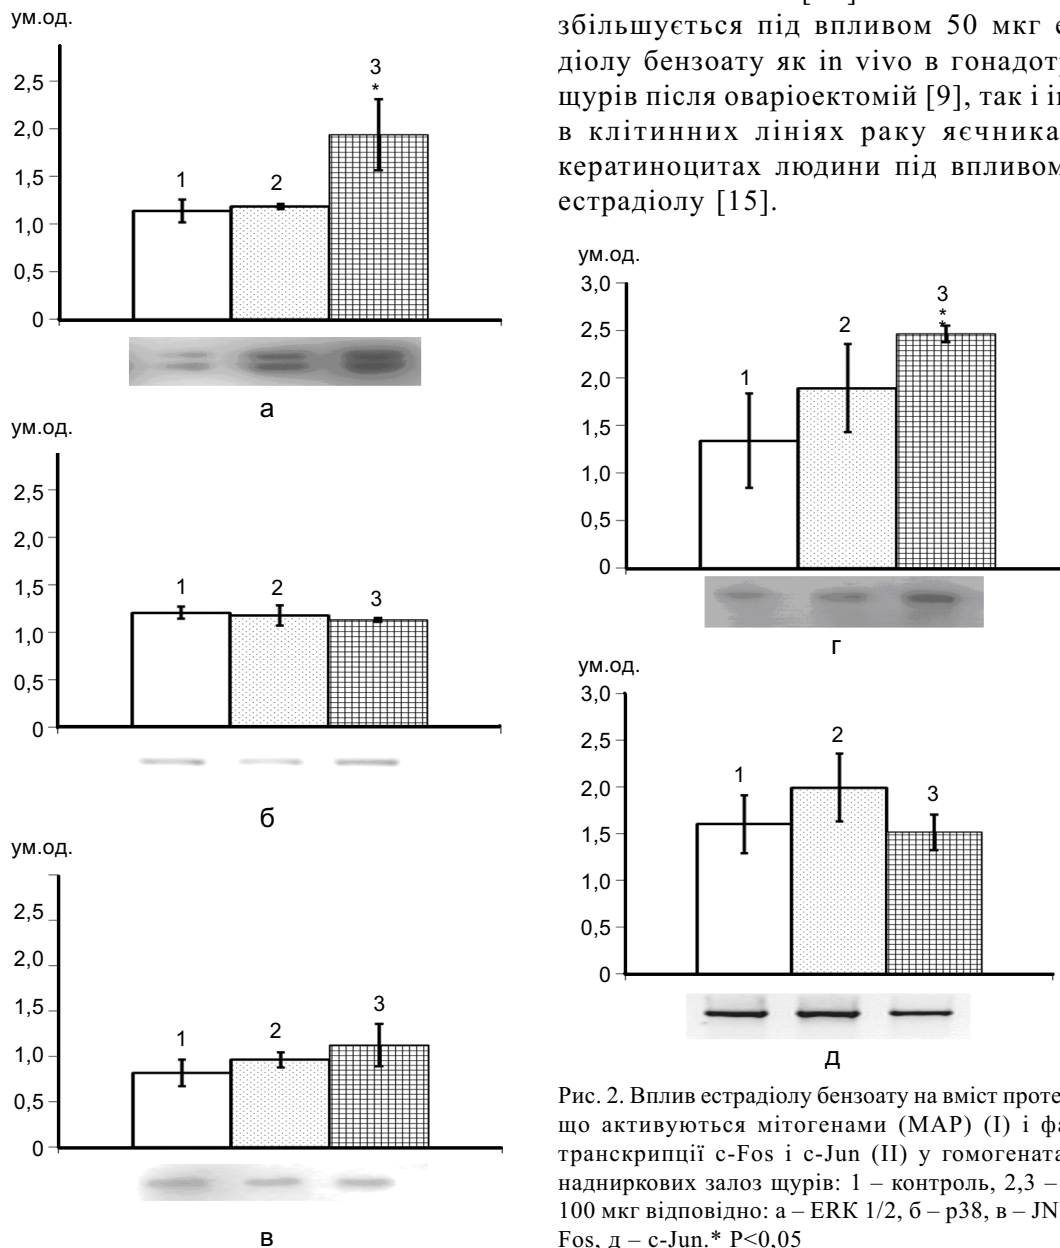 збільшується під впливом 50 мкг
діолу бензоату як in vivo в
щурів після оваріоектомій [9], так і
в клітинних лініях раку яєчника
кератиноцитах людини під впливом
естрадіолу [15].
ум.од.
2,5
2,0
1,5
1,0
0,5
0
1
2
3
*
а
ум.од.
2,5
2,0
1,5
1,0
0,5
0
1
2
3
б
ум.од.
2,5
2,0
1,5
1,0
0,5
0
1
2
3
в
ум.од.
3,0
2,5
2,0
1,5
1,0
0,5
0
1
2
3
*
*
г
ум.од.
3,0
2,5
2,0
1,5
1,0
0,5
0
1
2
3
д
Рис. 2. Вплив естрадіолу бензоату на вміст
що активуються мітогенами (МАР) (I) і
транскрипції c-Fos і c-Jun (II) у
надниркових залоз щурів: 1 – контроль, 2,3 –
100 мкг відповідно: а – ERK 1/2, б – p38, в –
Fos, д – c-Jun.* P<0,05